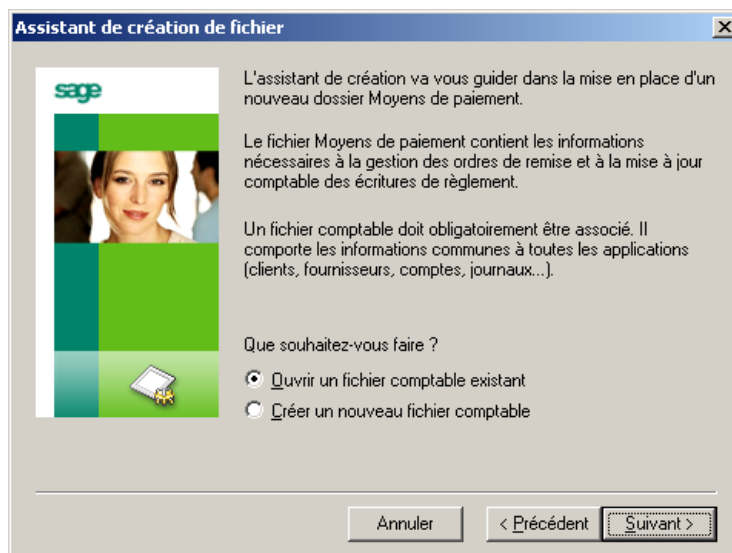 Assistant de création de fichier
sage
L'assistant de création va vous guider dans la mise en place d'un
nouveau dossier Moyens de paiement.
Le fichier Moyens de paiement contient les informations
nécessaires à la gestion des ordres de remise et à la mise à jour
comptable des écritures de règlement.
Un fichier comptable doit obligatoirement être associé. Il
comporte les informations communes à toutes les applications
(clients, fournisseurs, comptes, journaux...).
Que souhaitez-vous faire ?
Ouvrir un fichier comptable existant
Créer un nouveau fichier comptable
Annuler
< Précédent
Suivant >